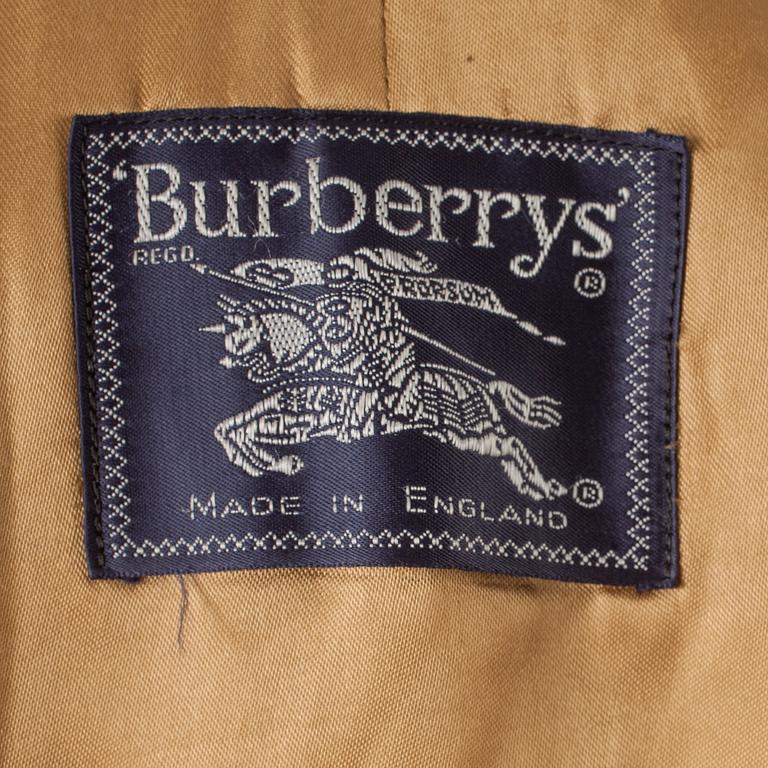 'Burberrys'
REGD.
®
PRORSUM
®
MADE IN ENGLAND